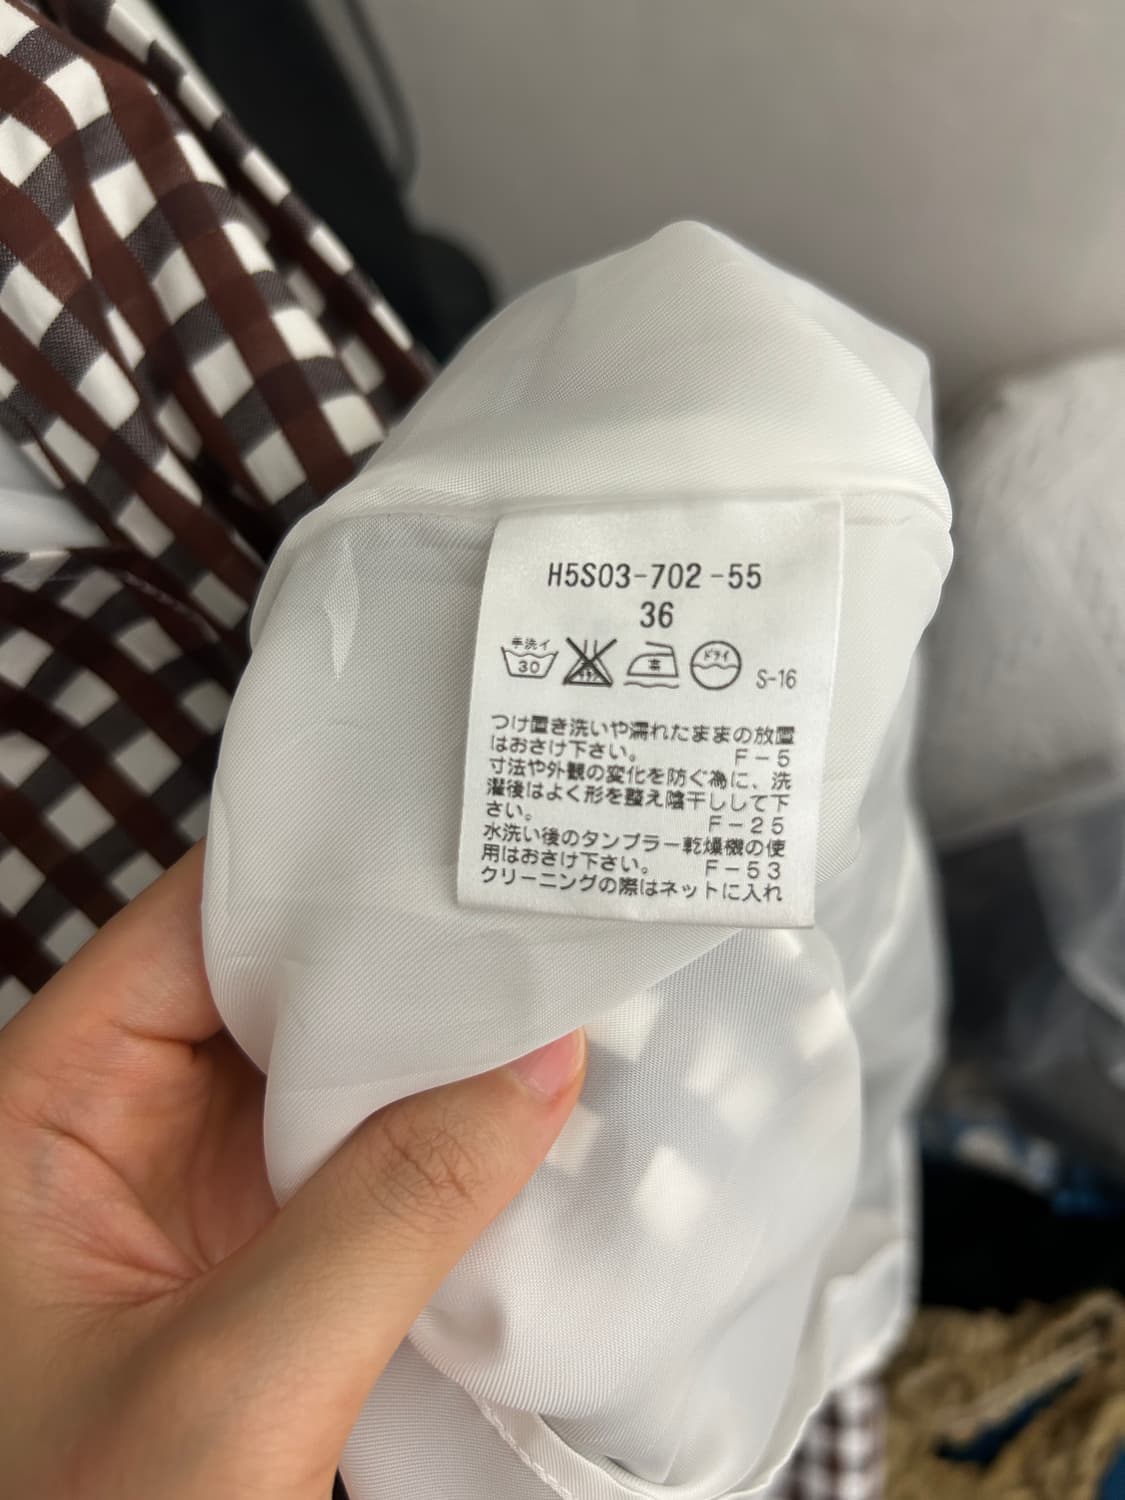 H5S03-702-55
36
手洗イ
30
高
ドライ
S-16
つけ置き洗いや濡れたままの放置
はおさけ下さい。 F-5
寸法や外観の変化を防ぐ為に、洗
濯後はよく形を整え陰干しして下
さい。 F-25
水洗い後のタンブラー乾燥機の使
用はおさけ下さい。 F-53
クリーニングの際はネットに入れ